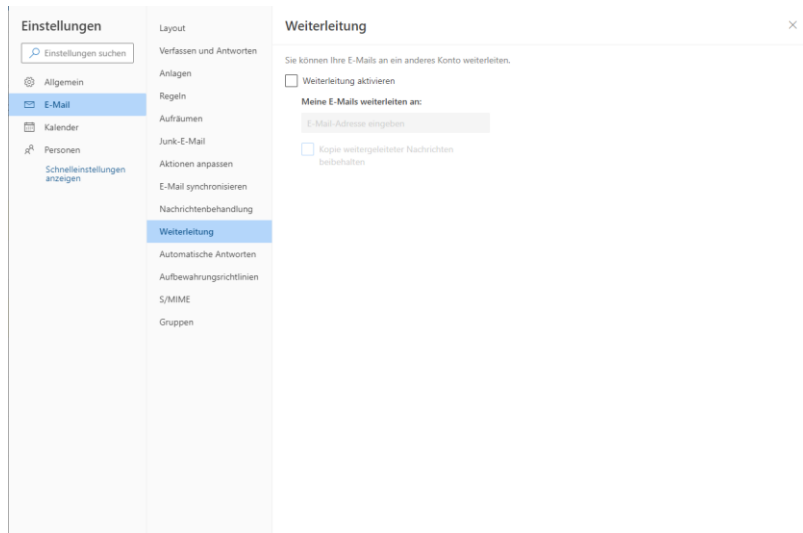 Einstellungen
Einstellungen suchen
Allgemein
E-Mail
Kalender
Personen
Schnelleinstellungen
anzeigen
Layout
Verfassen und Antworten
Anlagen
Regeln
Aufräumen
Junk-E-Mail
Aktionen anpassen
E-Mail synchronisieren
Nachrichtenbehandlung
Weiterleitung
Automatische Antworten
Aufbewahrungsrichtlinien
S/MIME
Gruppen
Weiterleitung
Sie können Ihre E-Mails an ein anderes Konto weiterleiten.
Weiterleitung aktivieren
Meine E-Mails weiterleiten an:
E-Mail-Adresse eingeben
Kopie weitergeleiteter Nachrichten
beibehalten